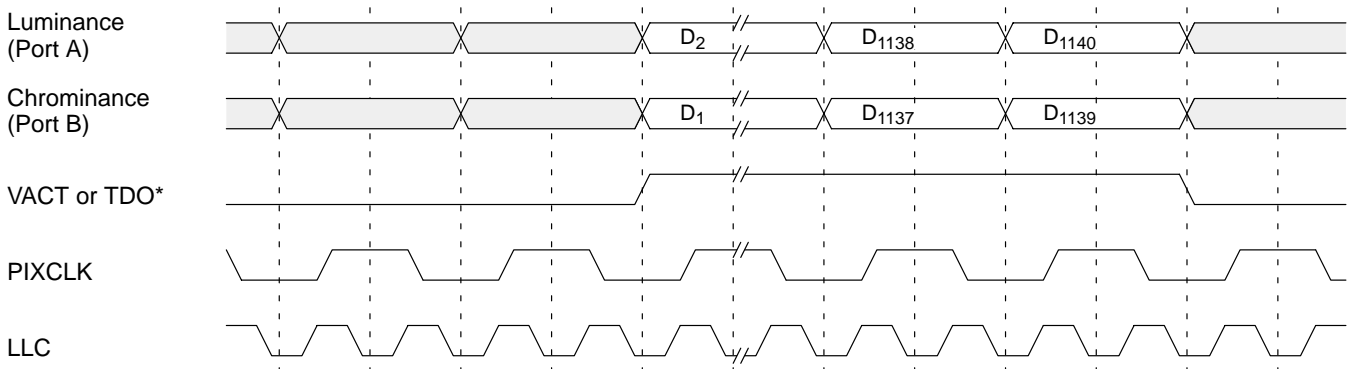 Luminance
(Port A)
D2
D1138
D1140
Chrominance
(Port B)
D1
D1137
D1139
VACT or TDO*
PIXCLK
LLC